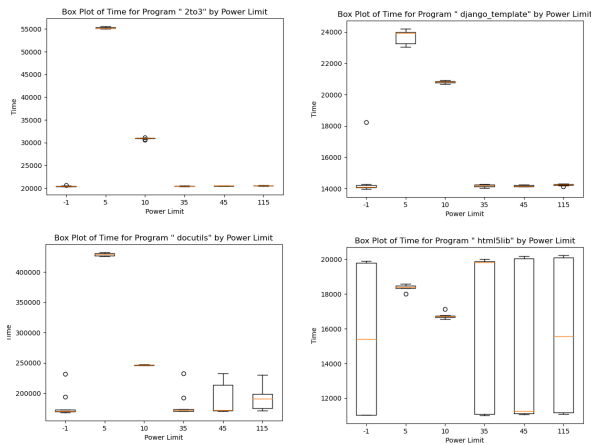 Box Plot of Time for Program " 2to3" by Power Limit
55000
50000
45000
40000
35000
30000
25000
20000
Time
-1 5 10 35 45 115
Power Limit
Box Plot of Time for Program " django_template" by Power Limit
24000
22000
20000
18000
16000
14000
Time
-1 5 10 35 45 115
Power Limit
Box Plot of Time for Program " docutils" by Power Limit
400000
350000
300000
250000
200000
Time
-1 5 10 35 45 115
Power Limit
Box Plot of Time for Program " html5lib" by Power Limit
20000
18000
16000
14000
12000
Time
-1 5 10 35 45 115
Power Limit